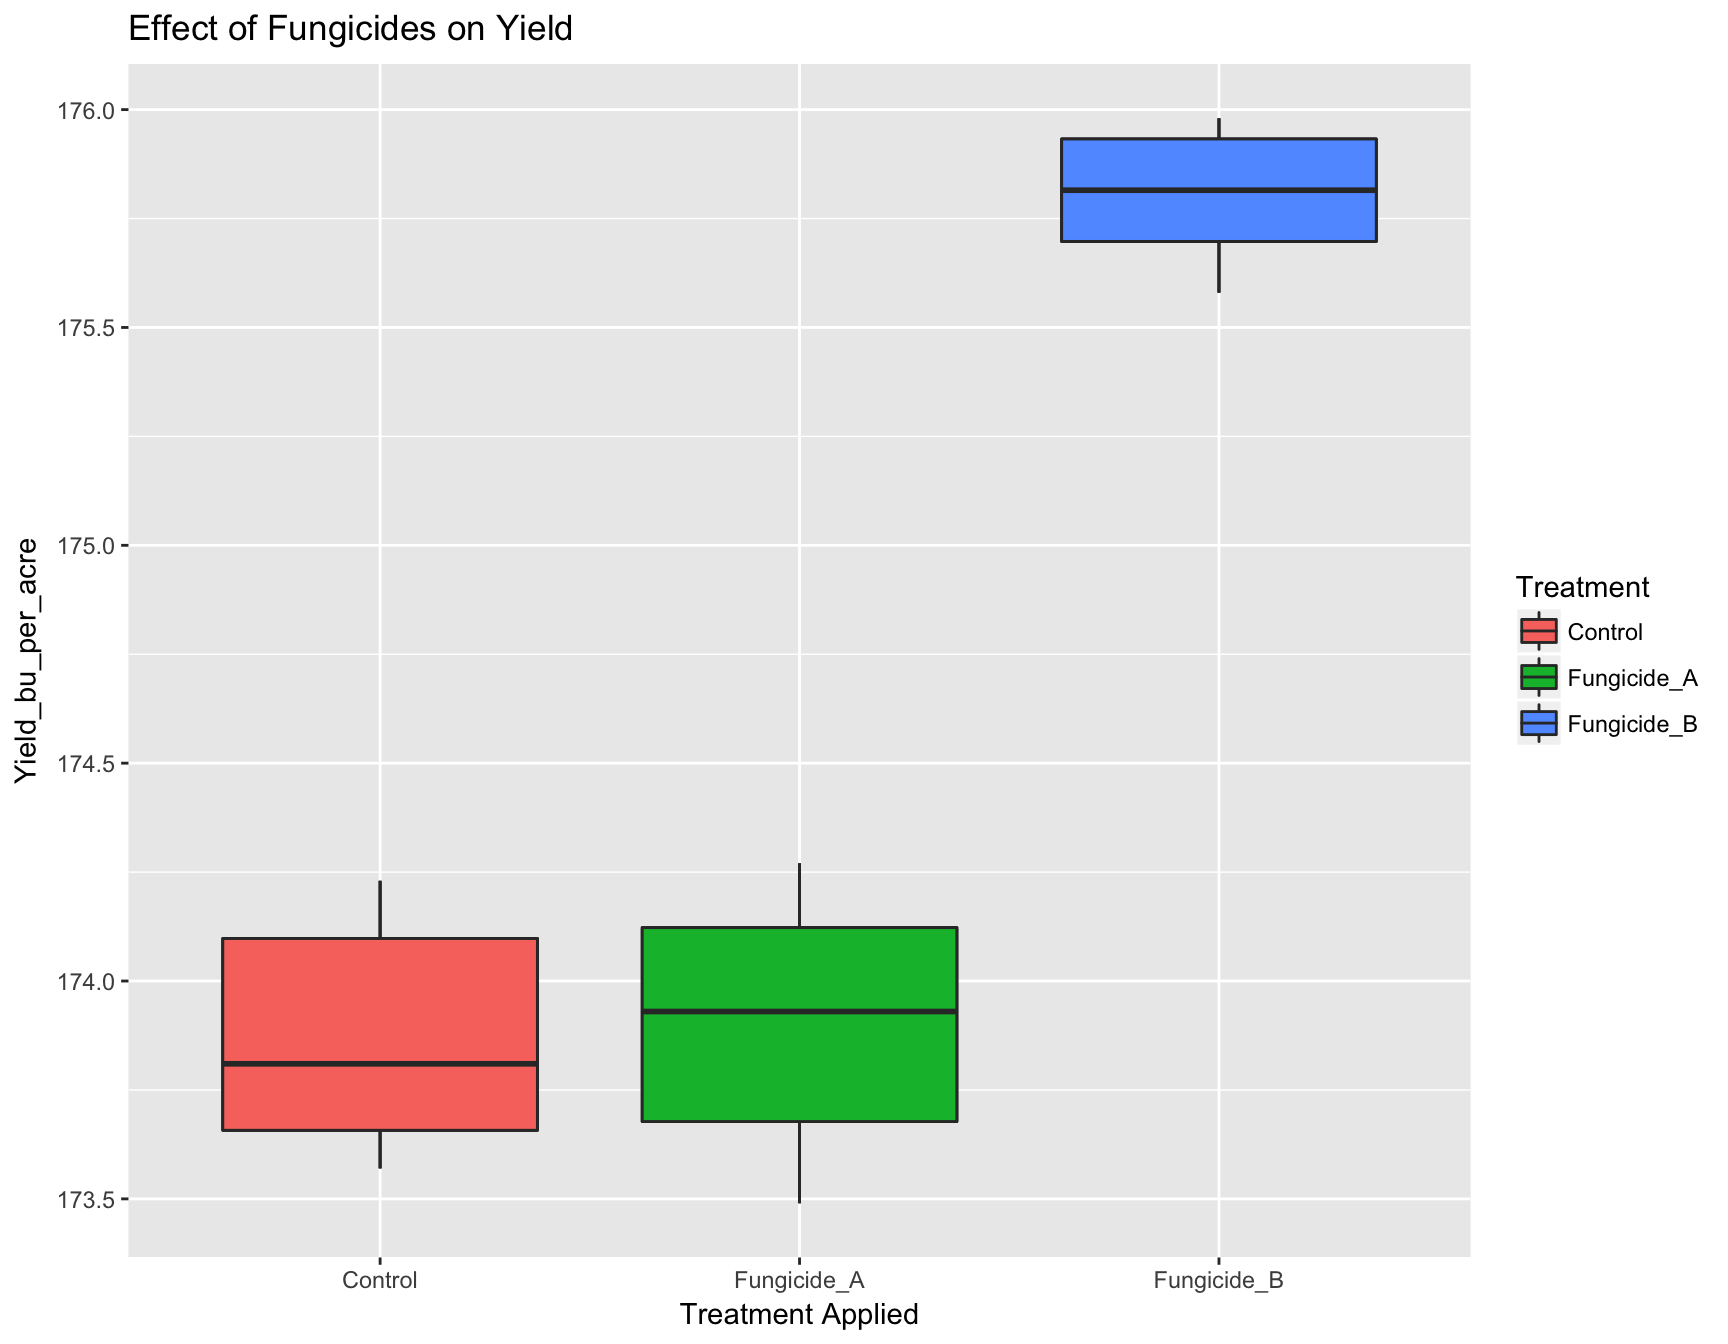 Effect of Fungicides on Yield
176.0
175.5
175.0
174.5
174.0
173.5
Yield_bu_per_acre
Control
Fungicide_A
Fungicide_B
Treatment Applied
Treatment
Control
Fungicide_A
Fungicide_B